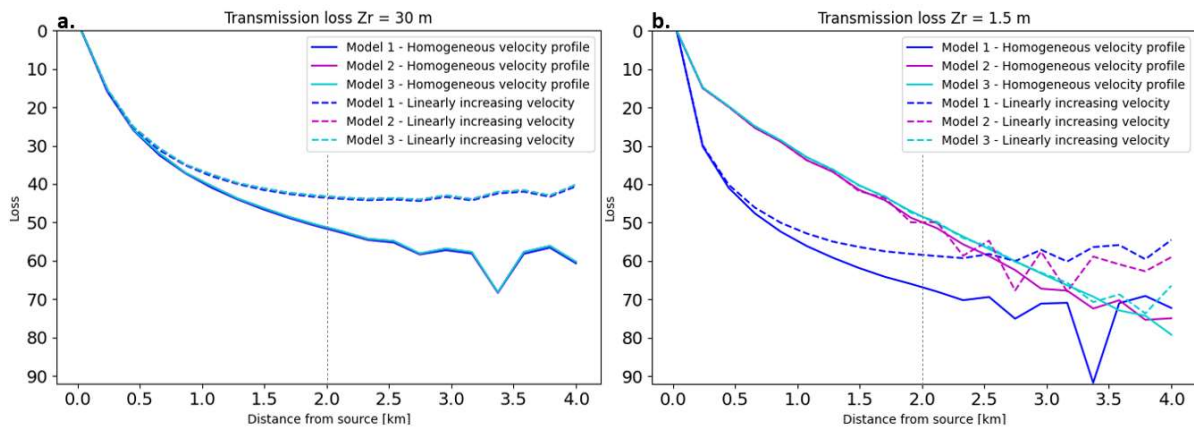 a.
Transmission loss Zr = 30 m
Loss
0
10
20
30
40
50
60
70
80
90
Model 1 - Homogeneous velocity profile
Model 2 - Homogeneous velocity profile
Model 3 - Homogeneous velocity profile
Model 1 - Linearly increasing velocity
Model 2 - Linearly increasing velocity
Model 3 - Linearly increasing velocity
0.0 0.5 1.0 1.5 2.0 2.5 3.0 3.5 4.0
Distance from source [km]
b.
Transmission loss Zr = 1.5 m
Loss
0
10
20
30
40
50
60
70
80
90
Model 1 - Homogeneous velocity profile
Model 2 - Homogeneous velocity profile
Model 3 - Homogeneous velocity profile
Model 1 - Linearly increasing velocity
Model 2 - Linearly increasing velocity
Model 3 - Linearly increasing velocity
0.0 0.5 1.0 1.5 2.0 2.5 3.0 3.5 4.0
Distance from source [km]